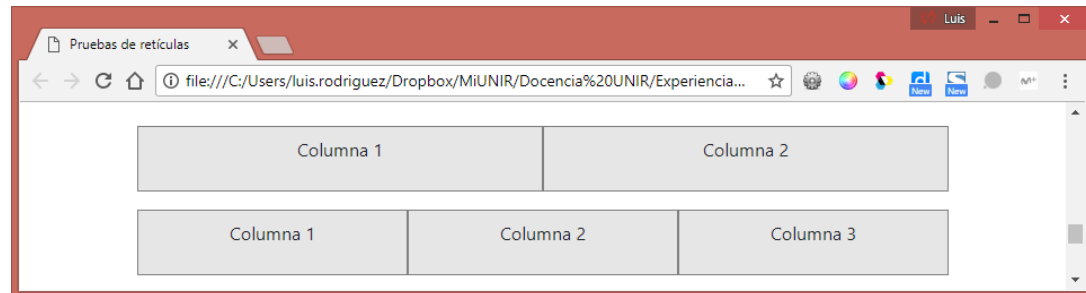 Luis
Pruebas de retículas
file:///C:/Users/luis.rodriguez/Dropbox/MiUNIR/Docencia%20UNIR/Experiencia...
New New
Columna 1 Columna 2
Columna 1 Columna 2 Columna 3